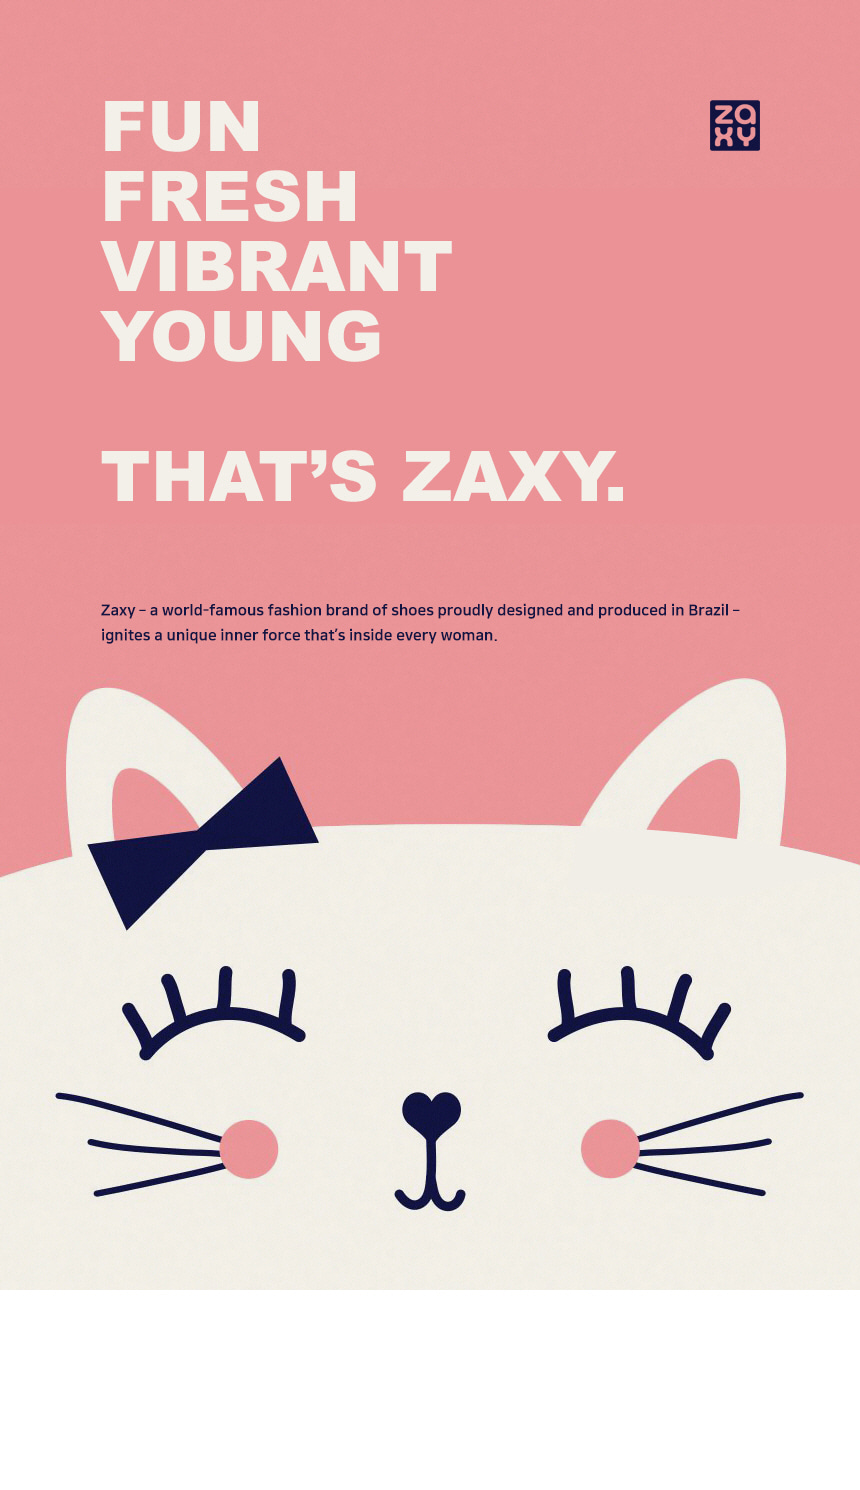 FUN
zaxy
FRESH
VIBRANT
YOUNG
THAT'S ZAXY.
Zaxy – a world-famous fashion brand of shoes proudly designed and produced in Brazil –
ignites a unique inner force that's inside every woman.